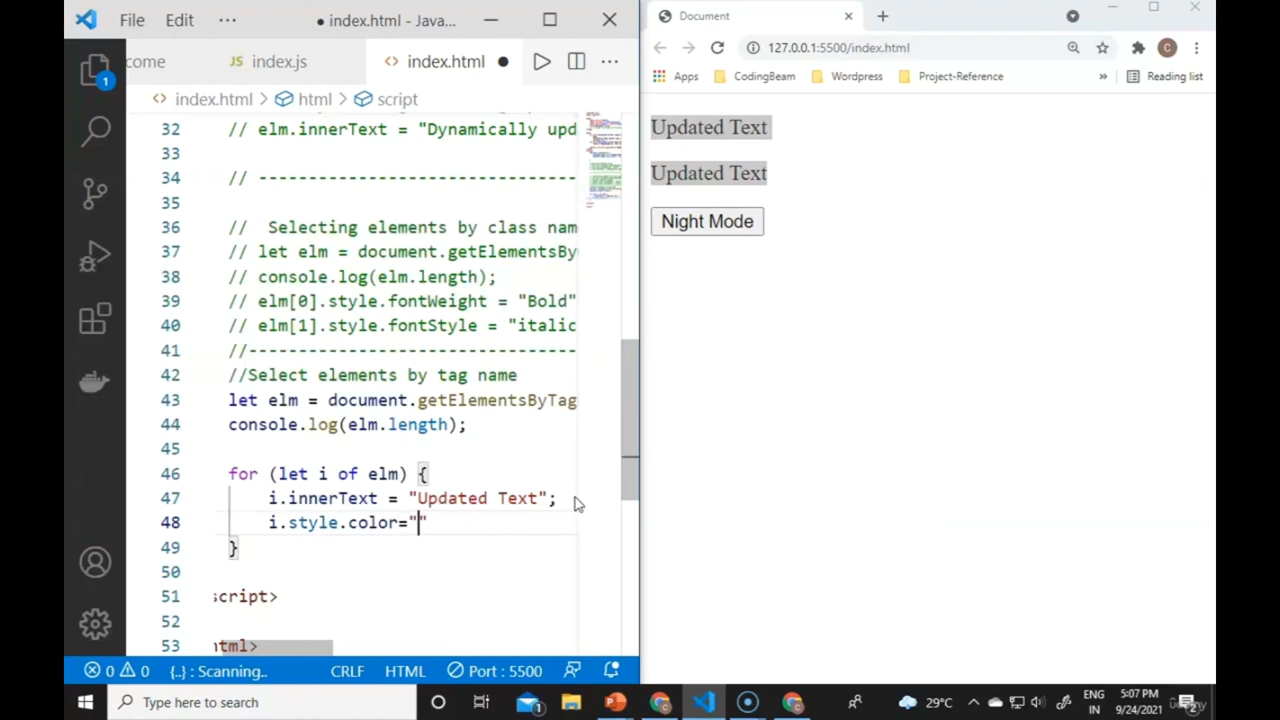 File Edit ··· ● index.html - Java...
come JS index.js <> index.html ●
<> index.html > html > script
32 // elm.innerText = "Dynamically upd
33
34 // --------------------------------
35
36 // Selecting elements by class nam
37 // let elm = document.getElementsBy
38 // console.log(elm.length);
39 // elm[0].style.fontWeight = "Bold"
40 // elm[1].style.fontStyle = "italic
41 //---------------------------------
42 //Select elements by tag name
43 let elm = document.getElementsByTag
44 console.log(elm.length);
45
46 for (let i of elm) {
47 i.innerText = "Updated Text";
48 i.style.color=""
49 }
50
51 script>
52
53 html>
1
0 0 {..} : Scanning.. CRLF HTML Port : 5500
Document
127.0.0.1:5500/index.html C
Apps CodingBeam Wordpress Project-Reference » Reading list
Updated Text
Updated Text
Night Mode
Type here to search
1
29°C
ENG
IN
5:07 PM
9/24/2021
2
Udemy